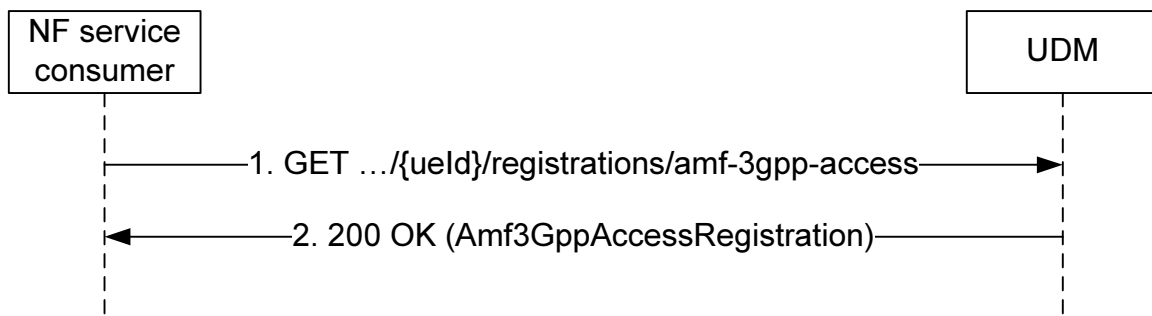 NF service
consumer
UDM
1. GET …/{ueId}/registrations/amf-3gpp-access
2. 200 OK (Amf3GppAccessRegistration)